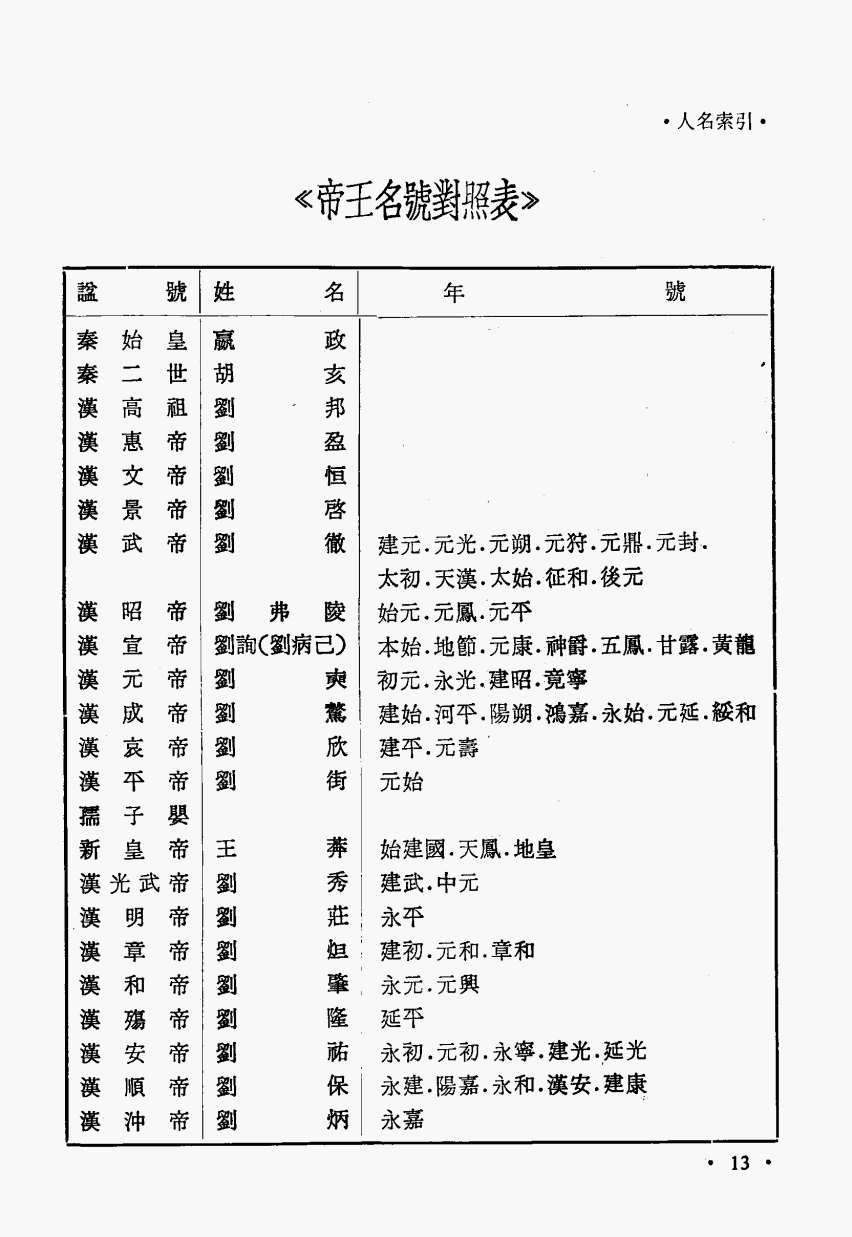 ·人名索引·
《帝王名號對照表》
諡號 姓名 年號
秦始皇 嬴政
秦二世 胡亥
漢高祖 劉邦
漢惠帝 劉盈
漢文帝 劉恒
漢景帝 劉啓
漢武帝 劉徹 建元.元光.元朔.元狩.元鼎.元封.
太初.天漢.太始.征和.後元
漢昭帝 劉弗陵 始元.元鳳.元平
漢宣帝 劉詢(劉病己) 本始.地節.元康.神爵.五鳳.甘露.黃龍
漢元帝 劉奭 初元.永光.建昭.竟寧
漢成帝 劉驁 建始.河平.陽朔.鴻嘉.永始.元延.綏和
漢哀帝 劉欣 建平.元壽
漢平帝 劉衎 元始
孺子嬰
新皇帝 王莽 始建國.天鳳.地皇
漢光武帝 劉秀 建武.中元
漢明帝 劉莊 永平
漢章帝 劉炟 建初.元和.章和
漢和帝 劉肇 永元.元興
漢殤帝 劉隆 延平
漢安帝 劉祐 永初.元初.永寧.建光.延光
漢順帝 劉保 永建.陽嘉.永和.漢安.建康
漢沖帝 劉炳 永嘉
· 13 ·